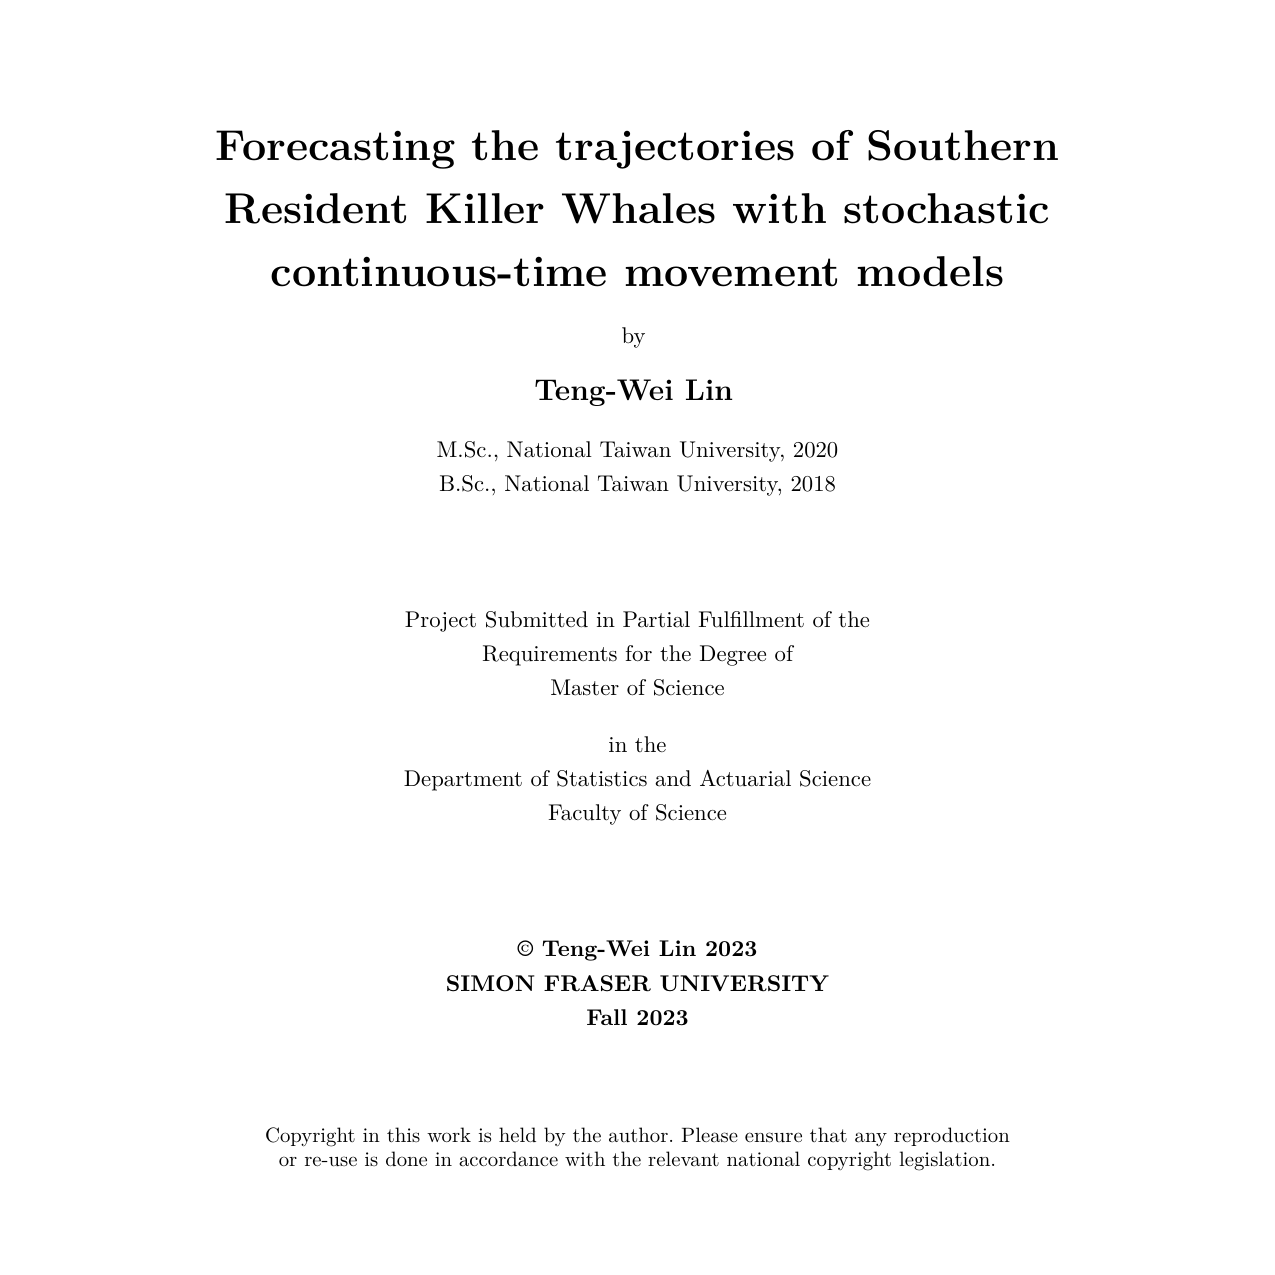 Forecasting the trajectories of Southern
Resident Killer Whales with stochastic
continuous-time movement models
by
Teng-Wei Lin
M.Sc., National Taiwan University, 2020
B.Sc., National Taiwan University, 2018
Project Submitted in Partial Fulfillment of the
Requirements for the Degree of
Master of Science
in the
Department of Statistics and Actuarial Science
Faculty of Science
© Teng-Wei Lin 2023
SIMON FRASER UNIVERSITY
Fall 2023
Copyright in this work is held by the author. Please ensure that any reproduction
or re-use is done in accordance with the relevant national copyright legislation.